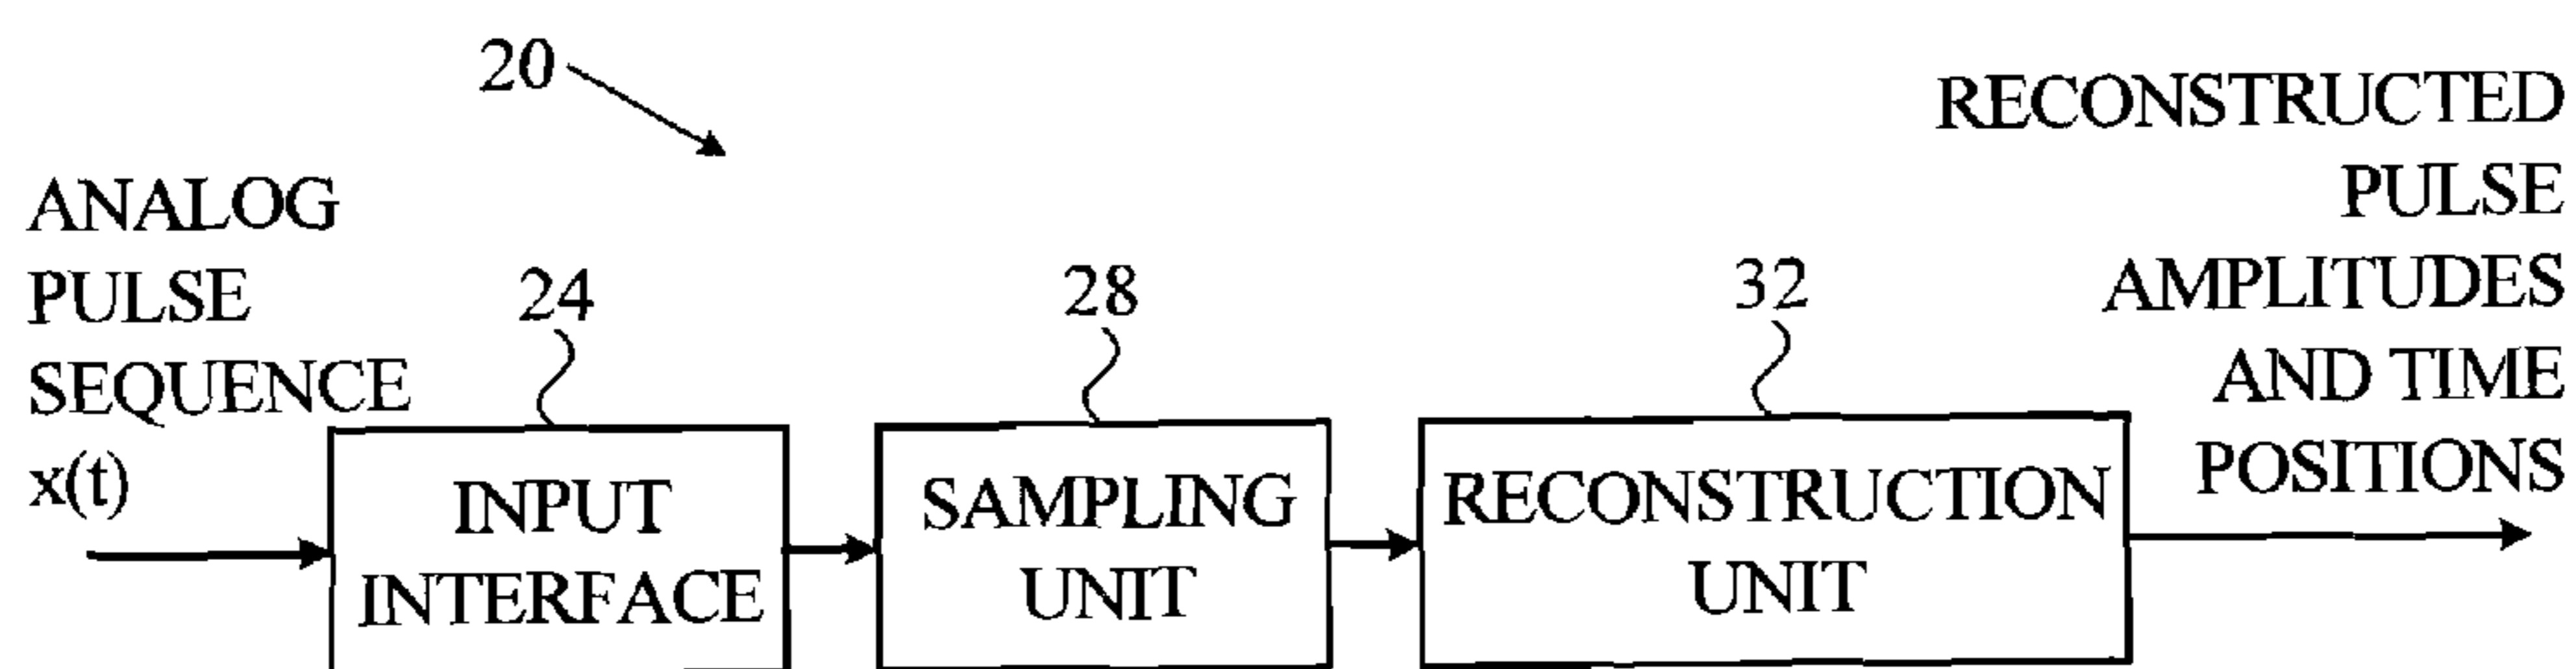 20
ANALOG
PULSE
SEQUENCE
x(t)
24
INPUT
INTERFACE
28
SAMPLING
UNIT
32
RECONSTRUCTION
UNIT
RECONSTRUCTED
PULSE
AMPLITUDES
AND TIME
POSITIONS